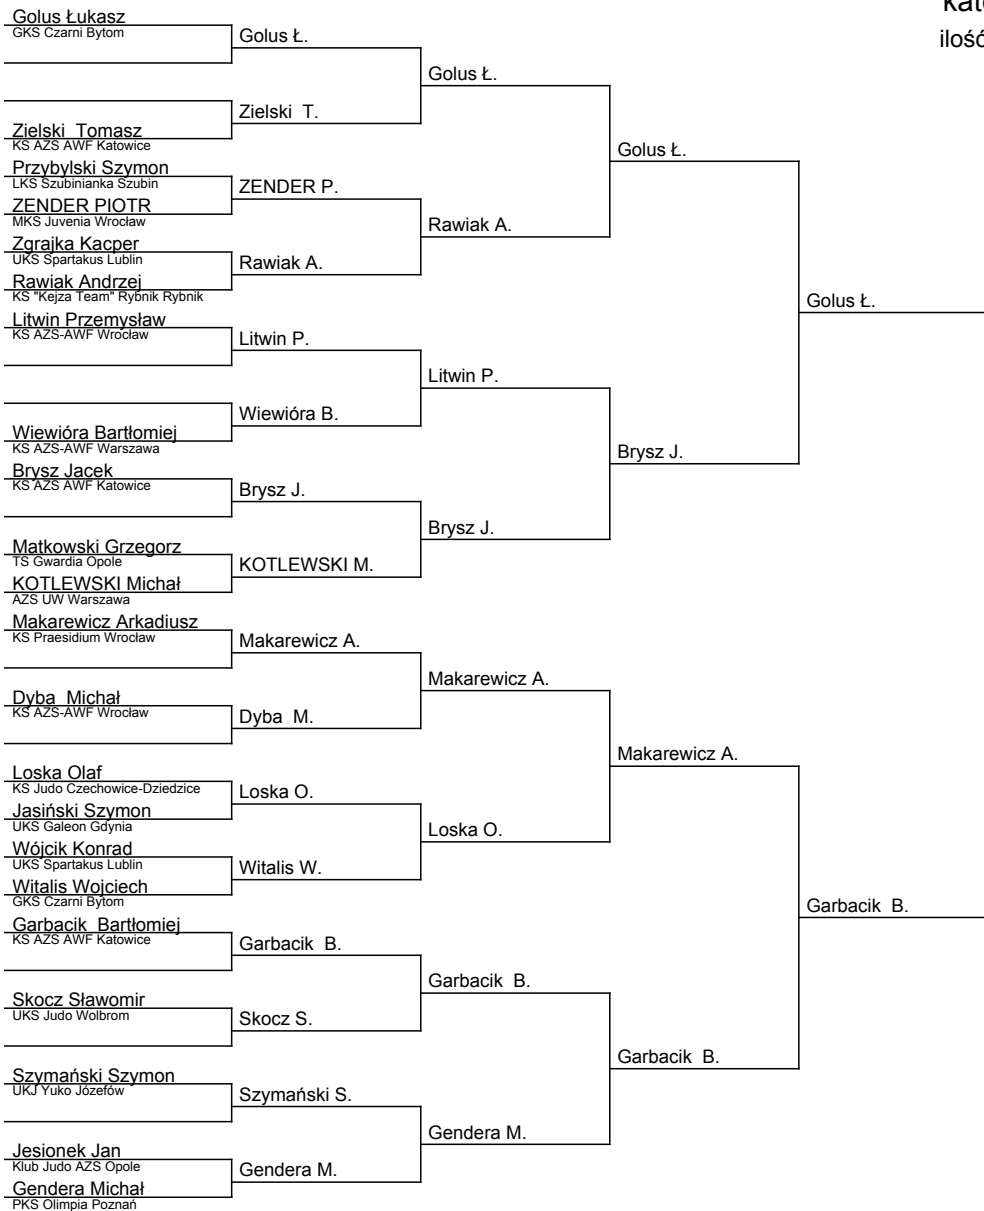 Golus Łukasz
GKS Czarni Bytom
Zielski Tomasz
KS AZS AWF Katowice
Przybylski Szymon
LKS Szubinianka Szubin
ZENDER PIOTR
MKS Juvenia Wrocław
Zgrajka Kacper
UKS Spartakus Lublin
Rawiak Andrzej
KS "Kejza Team" Rybnik Rybnik
Litwin Przemysław
KS AZS-AWF Wrocław
Wiewióra Bartłomiej
KS AZS-AWF Warszawa
Brysz Jacek
KS AZS AWF Katowice
Matkowski Grzegorz
TS Gwardia Opole
KOTLEWSKI Michał
AZS UW Warszawa
Makarewicz Arkadiusz
KS Praesidium Wrocław
Dyba Michał
KS AZS-AWF Wrocław
Loska Olaf
KS Judo Czechowice-Dziedzice
Jasiński Szymon
UKS Galeon Gdynia
Wójcik Konrad
UKS Spartakus Lublin
Witalis Wojciech
GKS Czarni Bytom
Garbacik Bartłomiej
KS AZS AWF Katowice
Skocz Sławomir
UKS Judo Wolbrom
Szymański Szymon
UKJ Yuko Józefów
Jesionek Jan
Klub Judo AZS Opole
Gendera Michał
PKS Olimpia Poznań
Golus Ł.
Zielski T.
ZENDER P.
Rawiak A.
Litwin P.
Wiewióra B.
Brysz J.
KOTLEWSKI M.
Makarewicz A.
Dyba M.
Loska O.
Witalis W.
Garbacik B.
Skocz S.
Szymański S.
Gendera M.
Golus Ł.
Rawiak A.
Litwin P.
Brysz J.
Makarewicz A.
Loska O.
Garbacik B.
Gendera M.
Golus Ł.
Brysz J.
Makarewicz A.
Garbacik B.
Golus Ł.
Garbacik B.
ilość